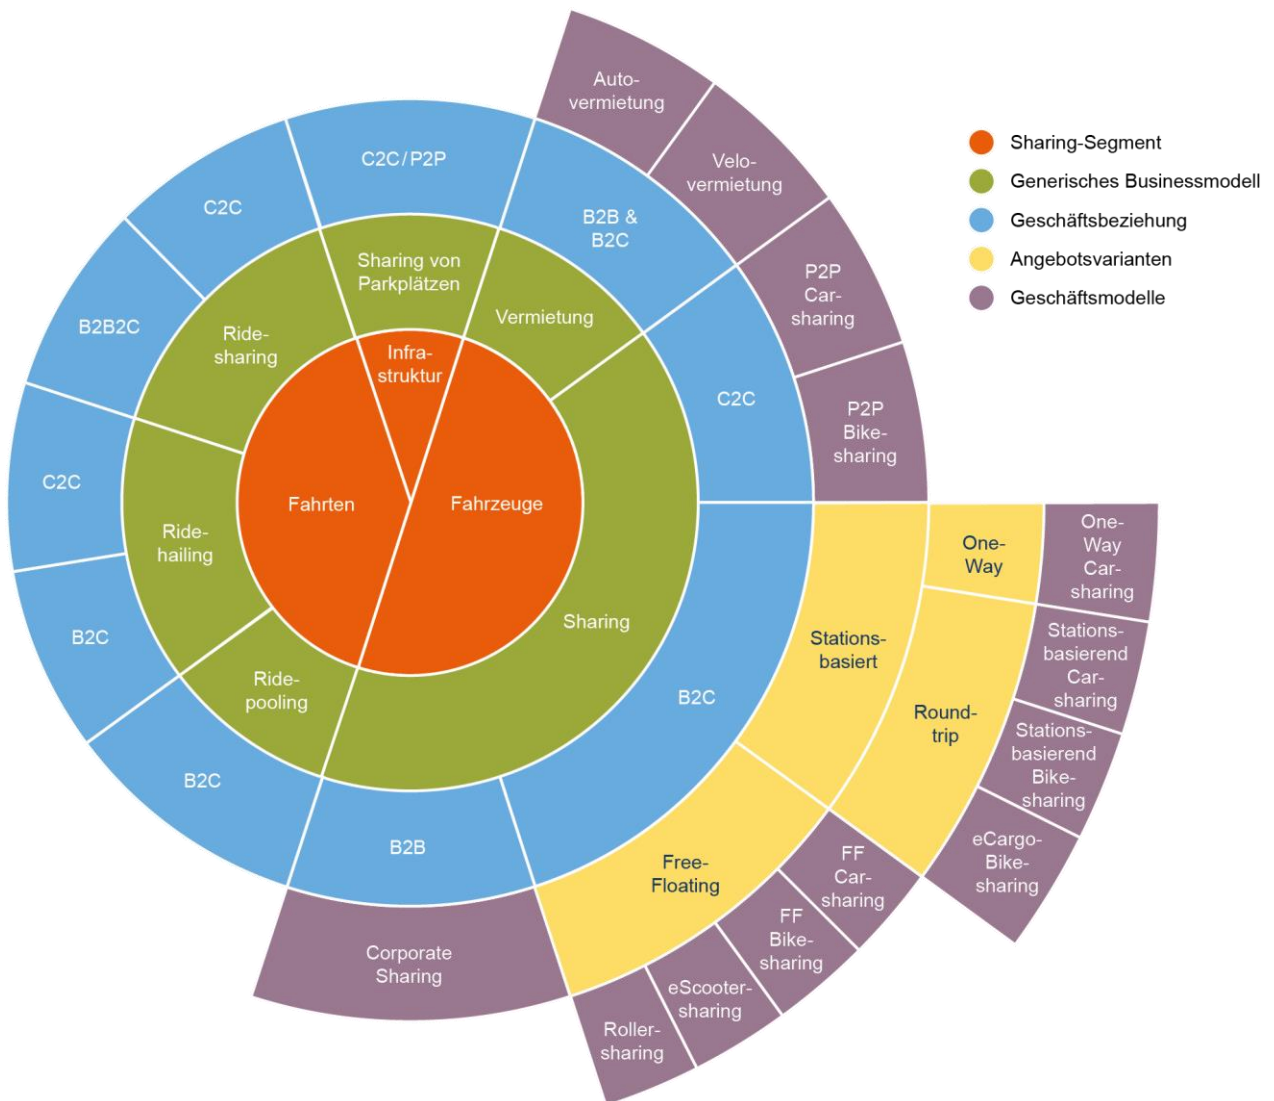 Auto-
vermietung
Velo-
vermietung
P2P
Car-
sharing
P2P
Bike-
sharing
C2C/P2P
C2C
B2B &
B2C
B2B2C
C2C
C2C
B2C
B2C
B2B
B2C
Sharing von
Parkplätzen
Vermietung
Ride-
sharing
Ride-
hailing
Ride-
pooling
Sharing
Infra-
struktur
Fahrten
Fahrzeuge
Stations-
basiert
Free-
Floating
One-
Way
Round-
trip
One-
Way
Car-
sharing
Stations-
basierend
Car-
sharing
Stations-
basierend
Bike-
sharing
eCargo-
Bike-
sharing
FF
Car-
sharing
FF
Bike-
sharing
eScooter-
sharing
Roller-
sharing
Corporate
Sharing
Sharing-Segment
Generisches Businessmodell
Geschäftsbeziehung
Angebotsvarianten
Geschäftsmodelle